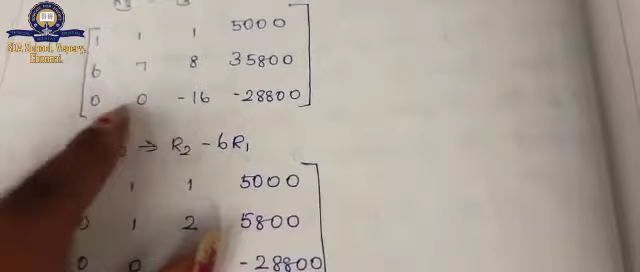 SDA School, Vepery,
Chennai.
1 1 1 5000
6 7 8 35800
0 0 -16 -28800
→ R2 - 6R1
1 1 5000
1 2 5800
0 0 -28800